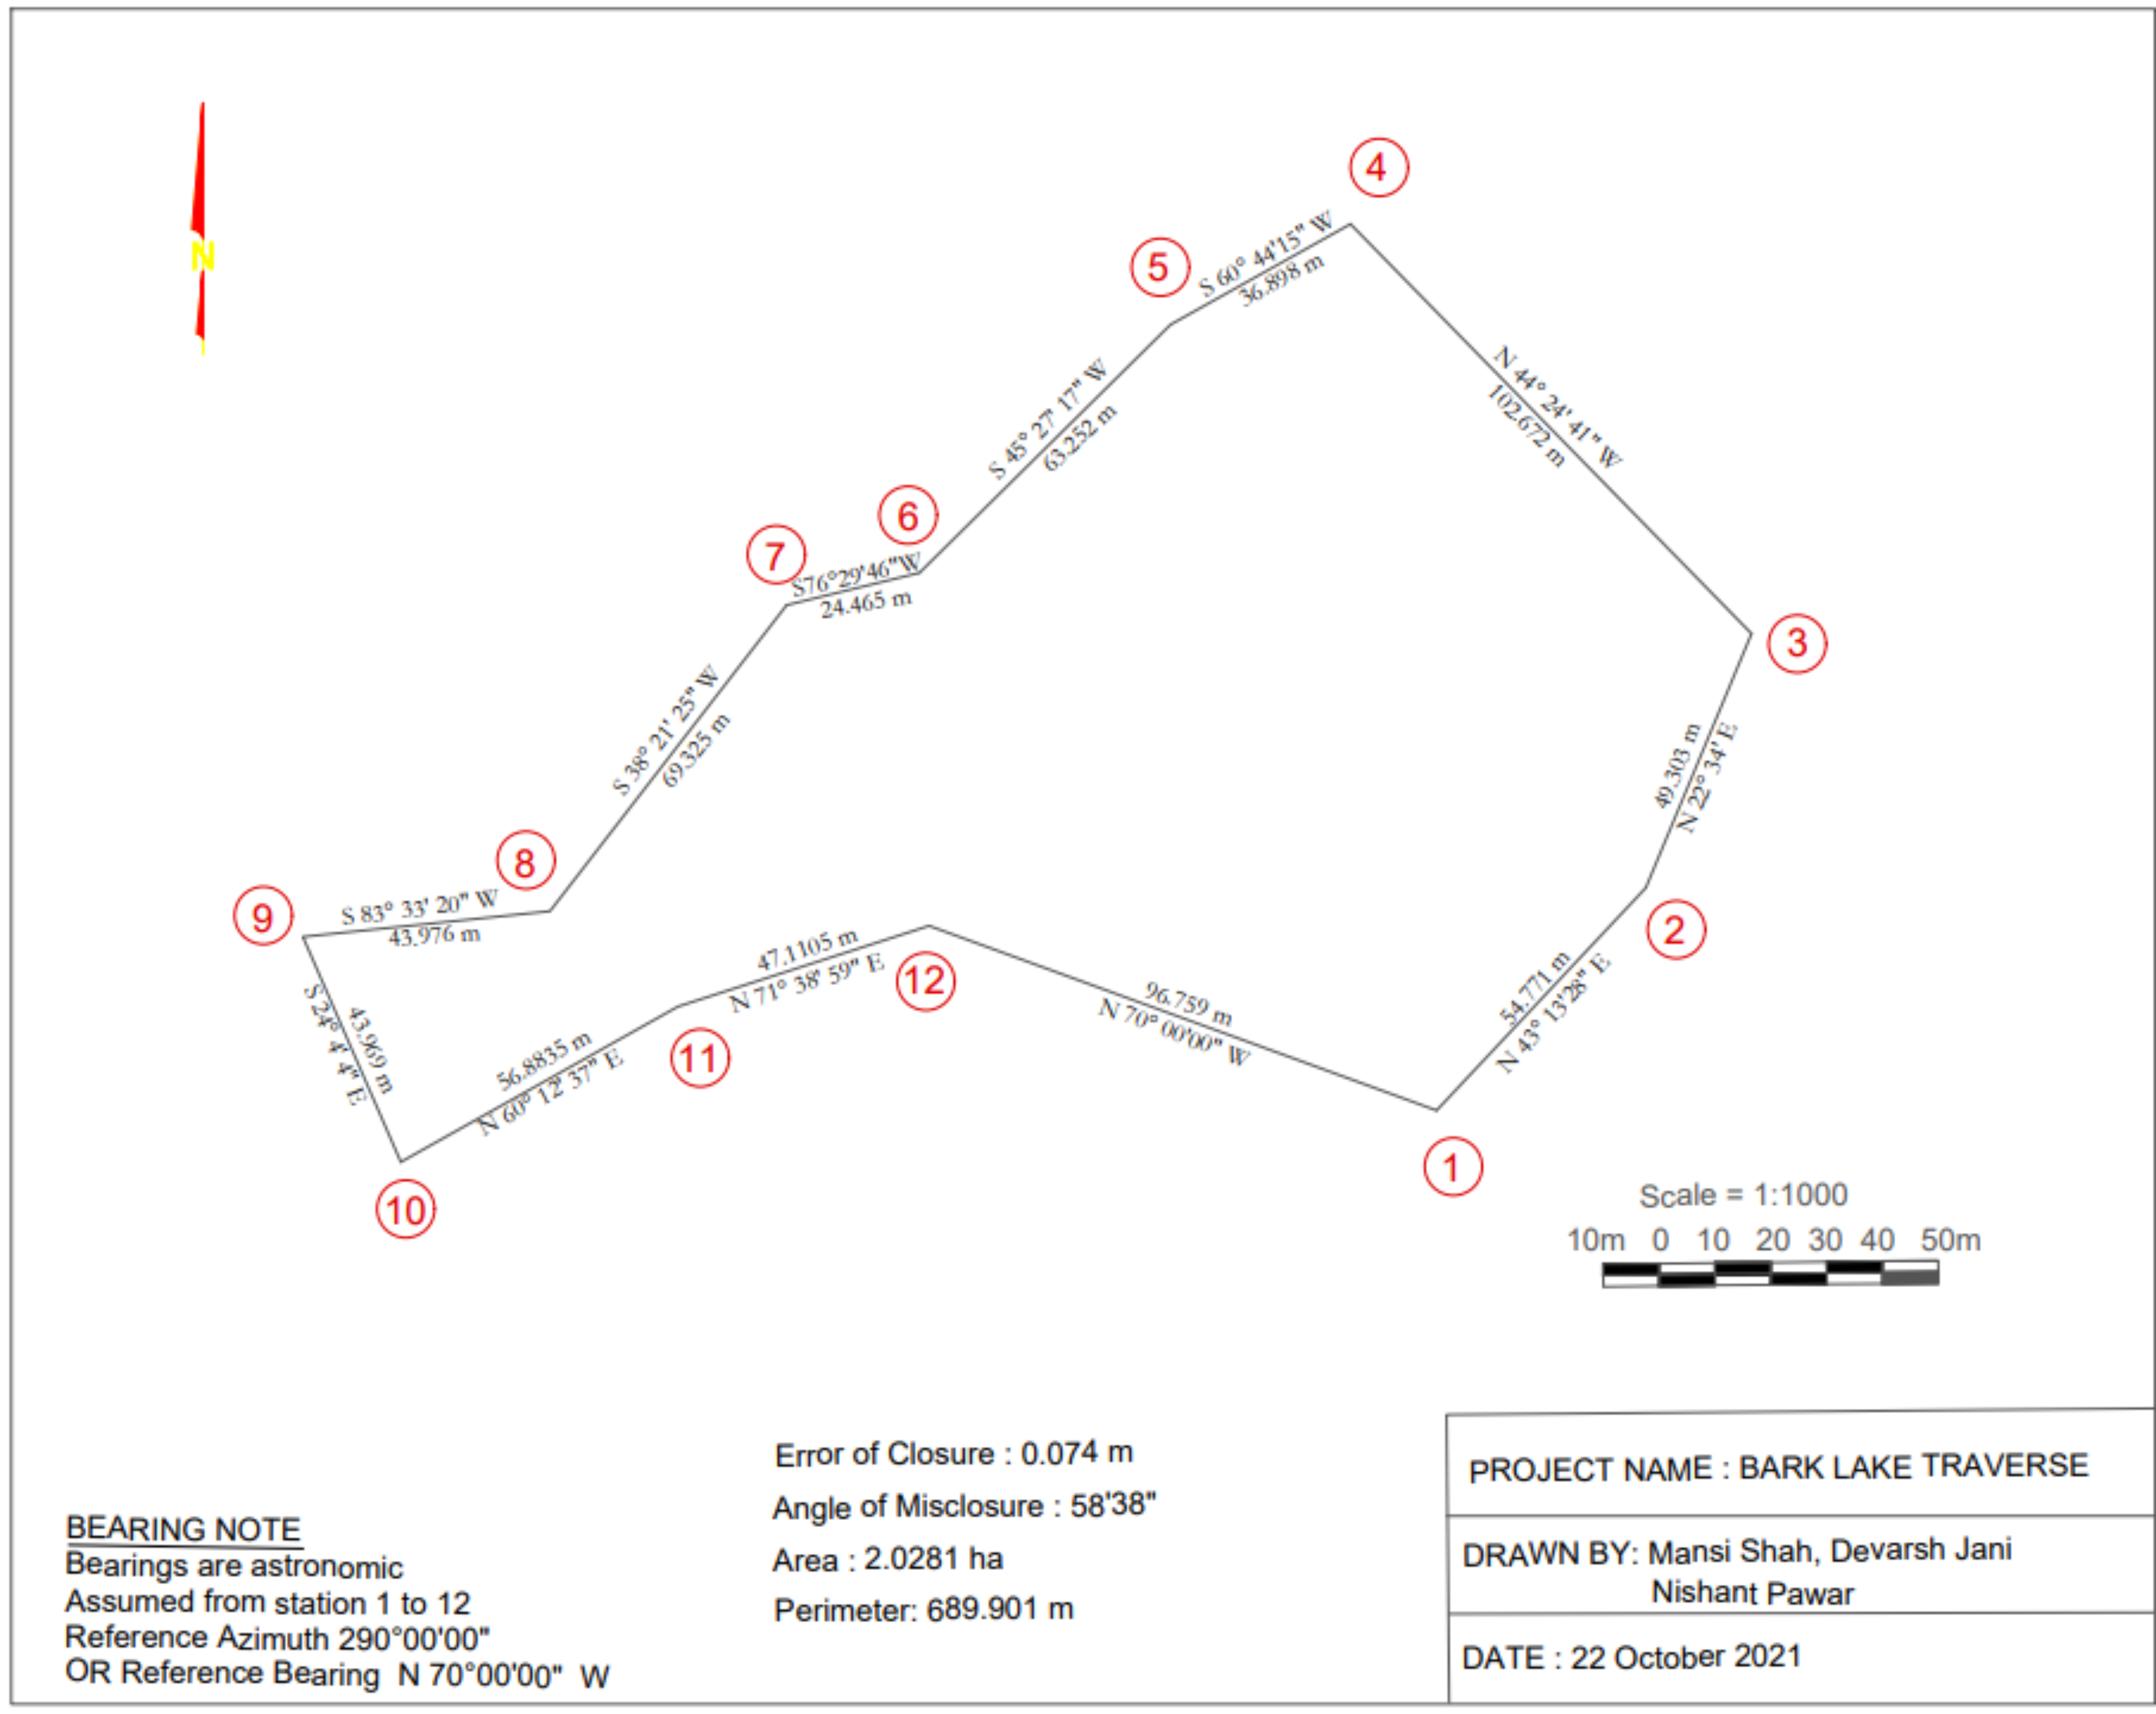 N
4
5
S 60° 44'15" W
36.898 m
N 44° 24' 41" W
102.672 m
S 45° 27' 17" W
63.252 m
6
7
S76°29'46"W
24.465 m
3
49.303 m
N 22° 34' E
S 38° 21' 25" W
69.325 m
8
9
S 83° 33' 20" W
43.976 m
2
54.771 m
N 43° 13'28" E
47.1105 m
N 71° 38' 59" E
12
96.759 m
N 70° 00'00" W
S 24° 4' 4" E
43.969 m
56.8835 m
N 60° 12' 37" E
11
1
10
Scale = 1:1000
10m 0 10 20 30 40 50m
Error of Closure : 0.074 m
Angle of Misclosure : 58'38"
Area : 2.0281 ha
Perimeter: 689.901 m
BEARING NOTE
Bearings are astronomic
Assumed from station 1 to 12
Reference Azimuth 290°00'00"
OR Reference Bearing N 70°00'00" W
PROJECT NAME : BARK LAKE TRAVERSE
DRAWN BY: Mansi Shah, Devarsh Jani
Nishant Pawar
DATE : 22 October 2021